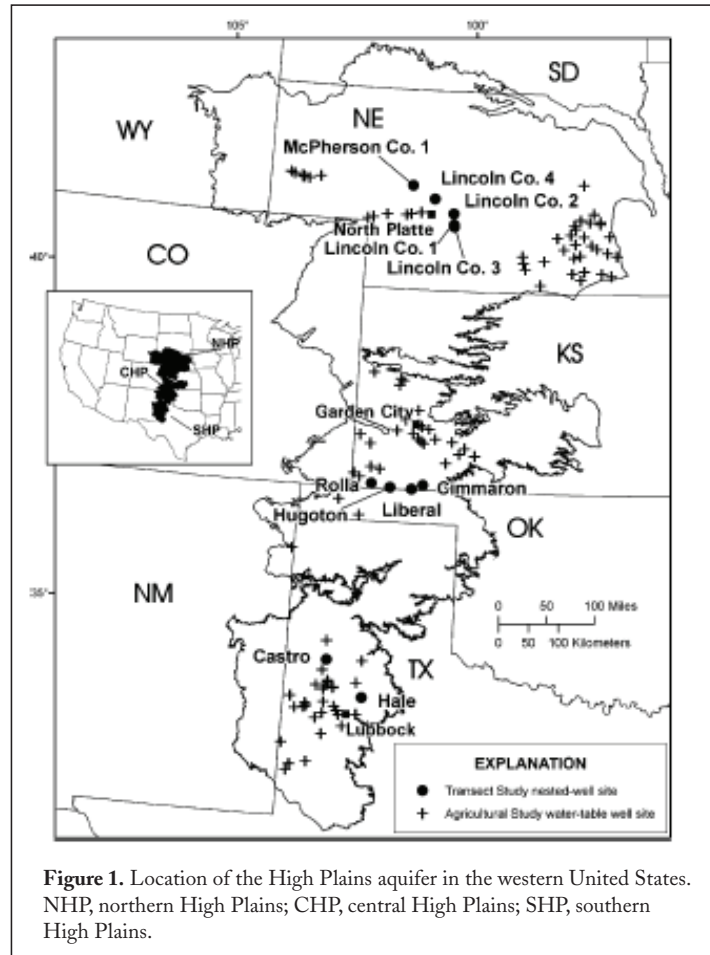 105°
100°
SD
WY
NE
McPherson Co. 1
Lincoln Co. 4
Lincoln Co. 2
North Platte
Lincoln Co. 1
40°
Lincoln Co. 3
CO
NHP
CHP
SHP
KS
Garden City
Rolla
Cimmaron
Hugoton
Liberal
OK
35°
NM
0 50 100 Miles
0 50 100 Kilometers
Castro
TX
Hale
Lubbock
EXPLANATION
Transect Study nested-well site
Agricultural Study water-table well site
Figure 1. Location of the High Plains aquifer in the western United States.
NHP, northern High Plains; CHP, central High Plains; SHP, southern
High Plains.